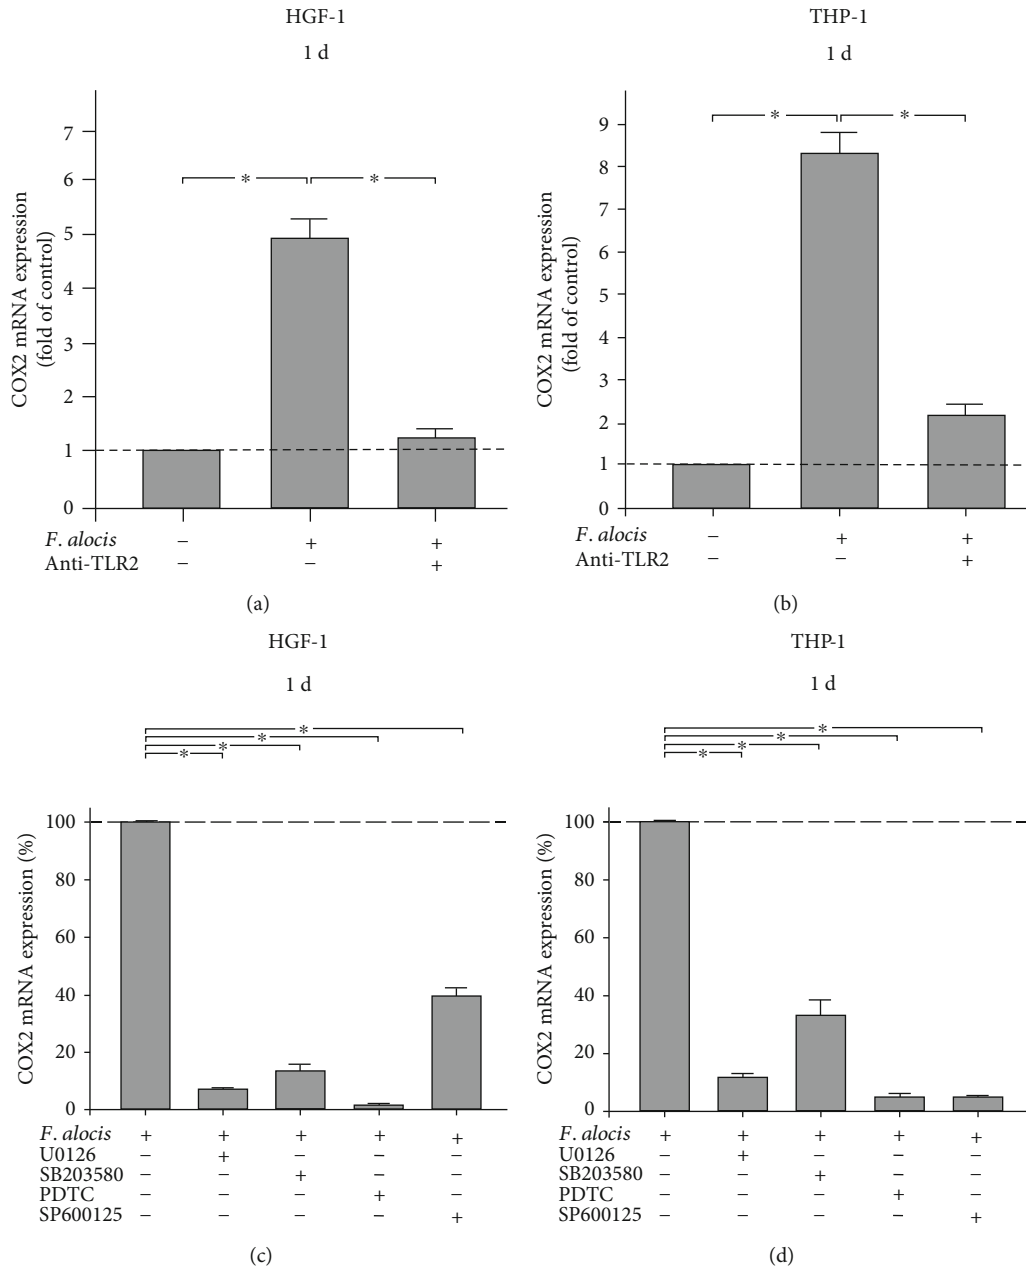 HGF-1
1 d
COX2 mRNA expression
(fold of control)
7
6
5
4
3
2
1
0
* *
F. alocis – + +
Anti-TLR2 – – +
(a)
THP-1
1 d
COX2 mRNA expression
(fold of control)
9
8
7
6
5
4
3
2
1
0
* *
F. alocis – + +
Anti-TLR2 – – +
(b)
HGF-1
1 d
*
*
*
*
COX2 mRNA expression (%)
100
80
60
40
20
0
F. alocis + + + + +
U0126 – + – – –
SB203580 – – + – –
PDTC – – – + –
SP600125 – – – – +
(c)
THP-1
1 d
*
*
*
*
COX2 mRNA expression (%)
100
80
60
40
20
0
F. alocis + + + + +
U0126 – + – – –
SB203580 – – + – –
PDTC – – – + –
SP600125 – – – – +
(d)